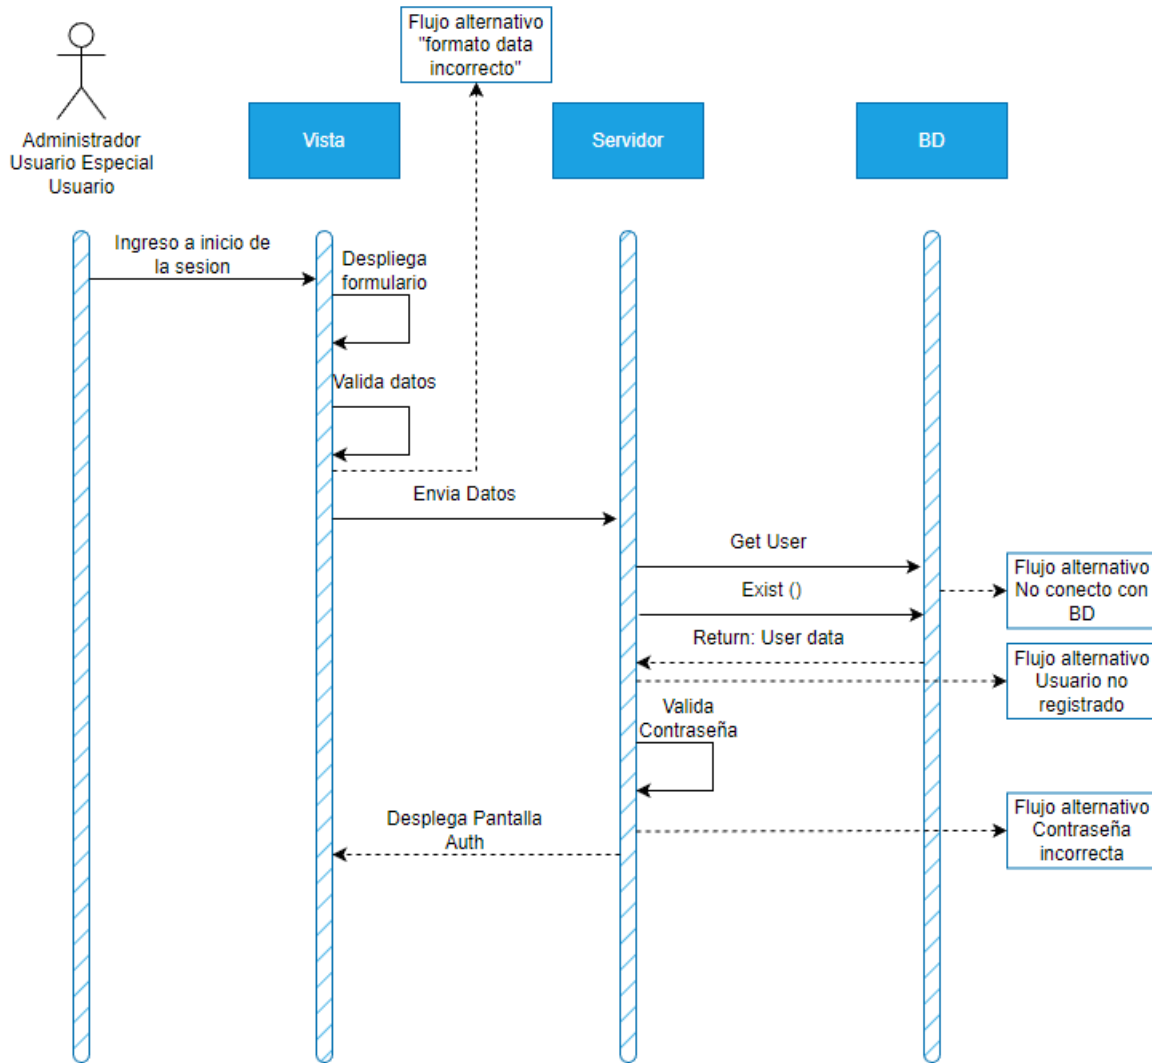 Flujo alternativo
"formato data
incorrecto"
Administrador
Usuario Especial
Usuario
Vista
Servidor
BD
Ingreso a inicio de
la sesion
Despliega
formulario
Valida datos
Envia Datos
Get User
Flujo alternativo
No conecto con
BD
Exist ()
Return: User data
Flujo alternativo
Usuario no
registrado
Valida
Contraseña
Desplega Pantalla
Auth
Flujo alternativo
Contraseña
incorrecta